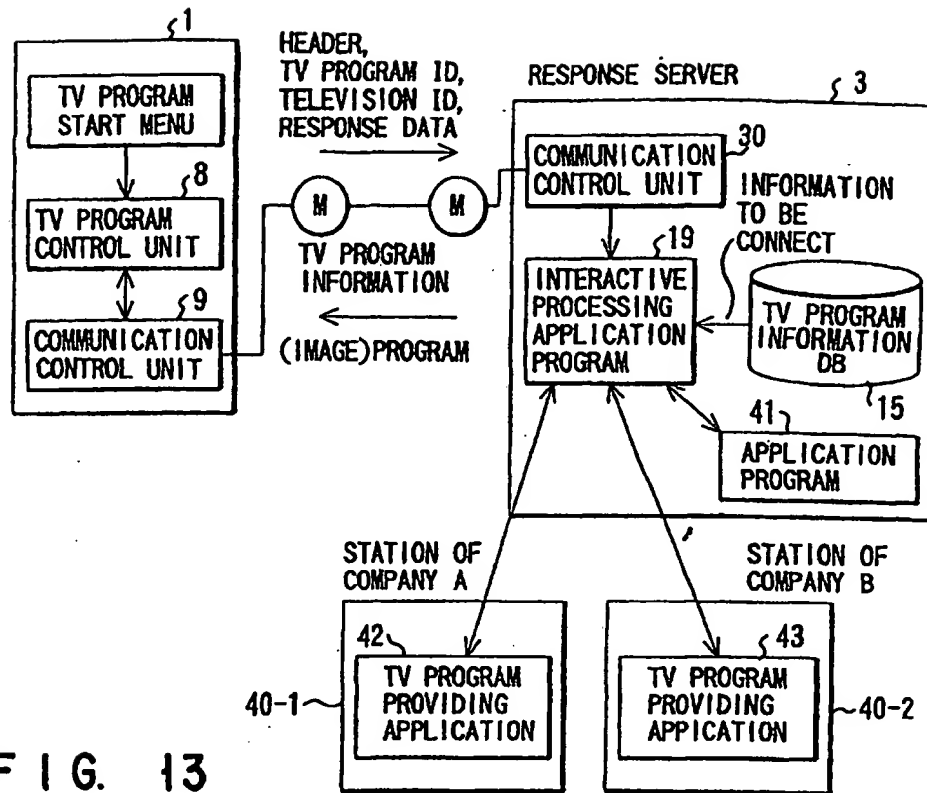 1
TV PROGRAM
START MENU
8
TV PROGRAM
CONTROL UNIT
9
COMMUNICATION
CONTROL UNIT
HEADER,
TV PROGRAM ID,
TELEVISION ID,
RESPONSE DATA
M
M
TV PROGRAM
INFORMATION
(IMAGE)PROGRAM
RESPONSE SERVER
3
COMMUNICATION
CONTROL UNIT
30
INFORMATION
TO BE
CONNECT
19
INTERACTIVE
PROCESSING
APPLICATION
PROGRAM
TV PROGRAM
INFORMATION
DB
15
41
APPLICATION
PROGRAM
STATION OF
COMPANY A
42
TV PROGRAM
PROVIDING
APPLICATION
40-1
STATION OF
COMPANY B
43
TV PROGRAM
PROVIDING
APPICATION
40-2
FIG. 13